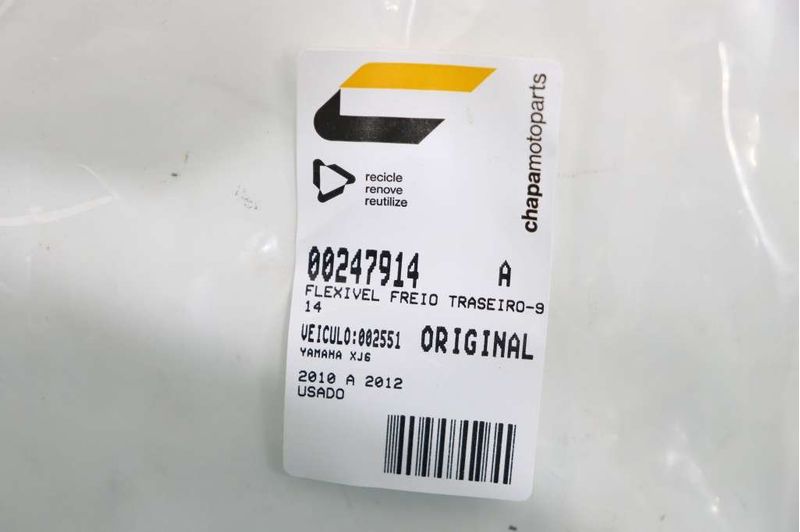 chapamotoparts
recicle
renove
reutilize
00247914 A
FLEXIVEL FREIO TRASEIRO-9
14
VEICULO:002551 ORIGINAL
YAMAHA XJ6
2010 A 2012
USADO